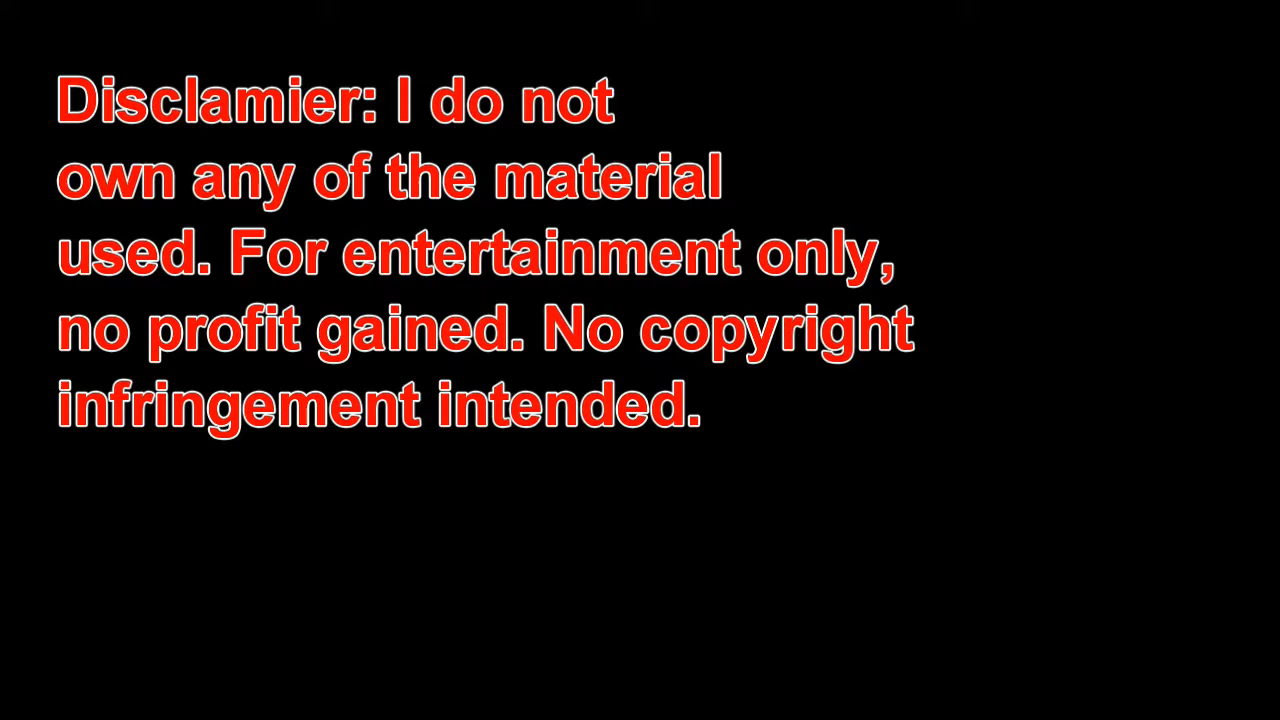 Disclamier: I do not
own any of the material
used. For entertainment only,
no profit gained. No copyright
infringement intended.